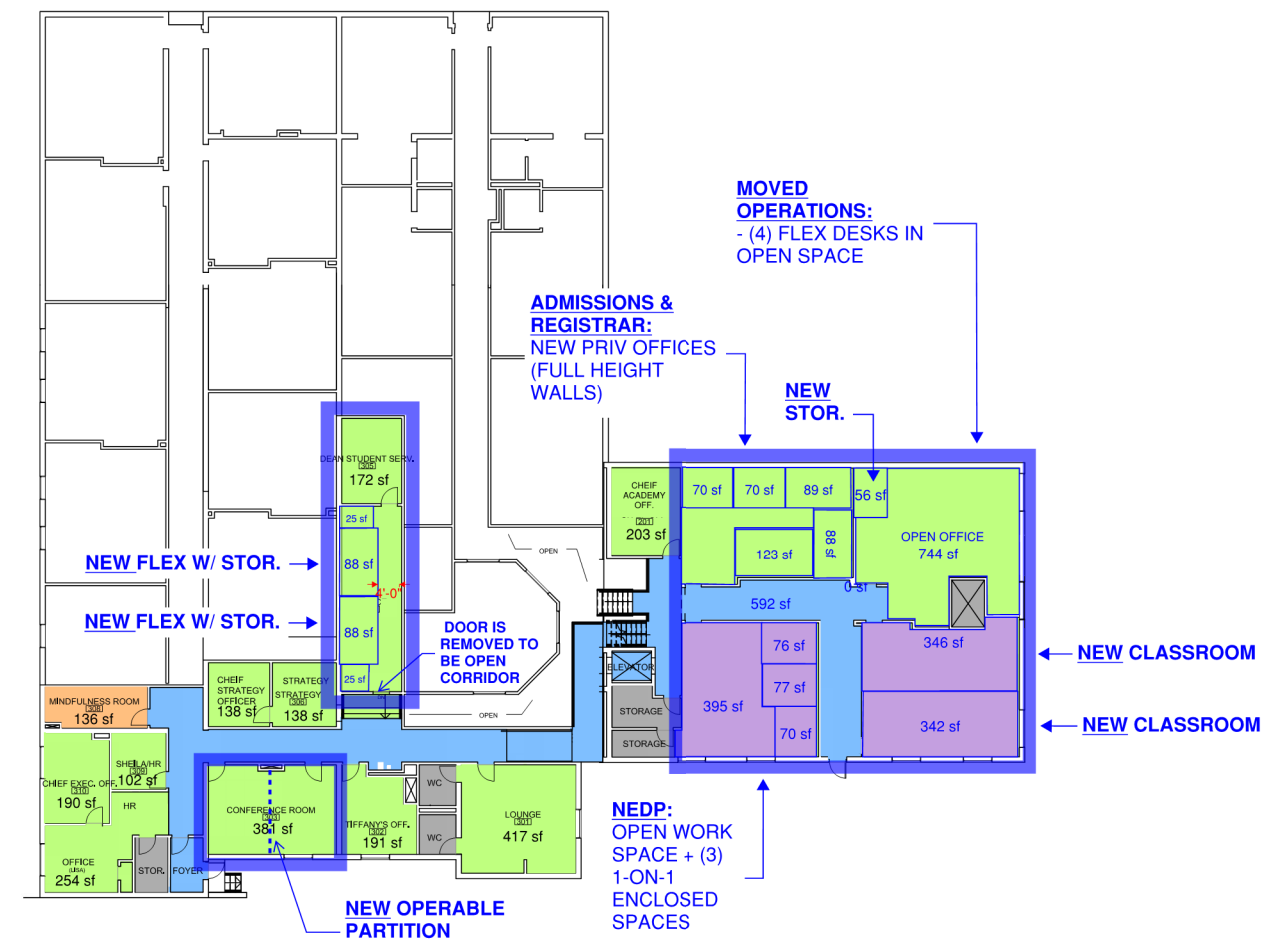 MOVED
OPERATIONS:
- (4) FLEX DESKS IN
OPEN SPACE
ADMISSIONS &
REGISTRAR:
NEW PRIV OFFICES
(FULL HEIGHT
WALLS)
NEW
STOR.
DEAN STUDENT SERV.
305
172 sf
25 sf
88 sf
4'-0"
88 sf
25 sf
NEW FLEX W/ STOR.
NEW FLEX W/ STOR.
DOOR IS
REMOVED TO
BE OPEN
CORRIDOR
OPEN
OPEN
CHEIF
ACADEMY
OFF.
201
203 sf
70 sf
70 sf
89 sf
56 sf
123 sf
88 sf
OPEN OFFICE
744 sf
0 sf
592 sf
76 sf
77 sf
70 sf
395 sf
346 sf
342 sf
NEW CLASSROOM
NEW CLASSROOM
ELEVATOR
STORAGE
STORAGE
CHEIF
STRATEGY
OFFICER
138 sf
STRATEGY
STRATEGY
306
138 sf
MINDFULNESS ROOM
308
136 sf
SHEILA/HR
309
102 sf
CHIEF EXEC. OFF.
310
190 sf
HR
OFFICE
(LISA)
254 sf
STOR.
FOYER
CONFERENCE ROOM
303
381 sf
TIFFANY'S OFF.
302
191 sf
WC
WC
LOUNGE
301
417 sf
NEDP:
OPEN WORK
SPACE + (3)
1-ON-1
ENCLOSED
SPACES
NEW OPERABLE
PARTITION